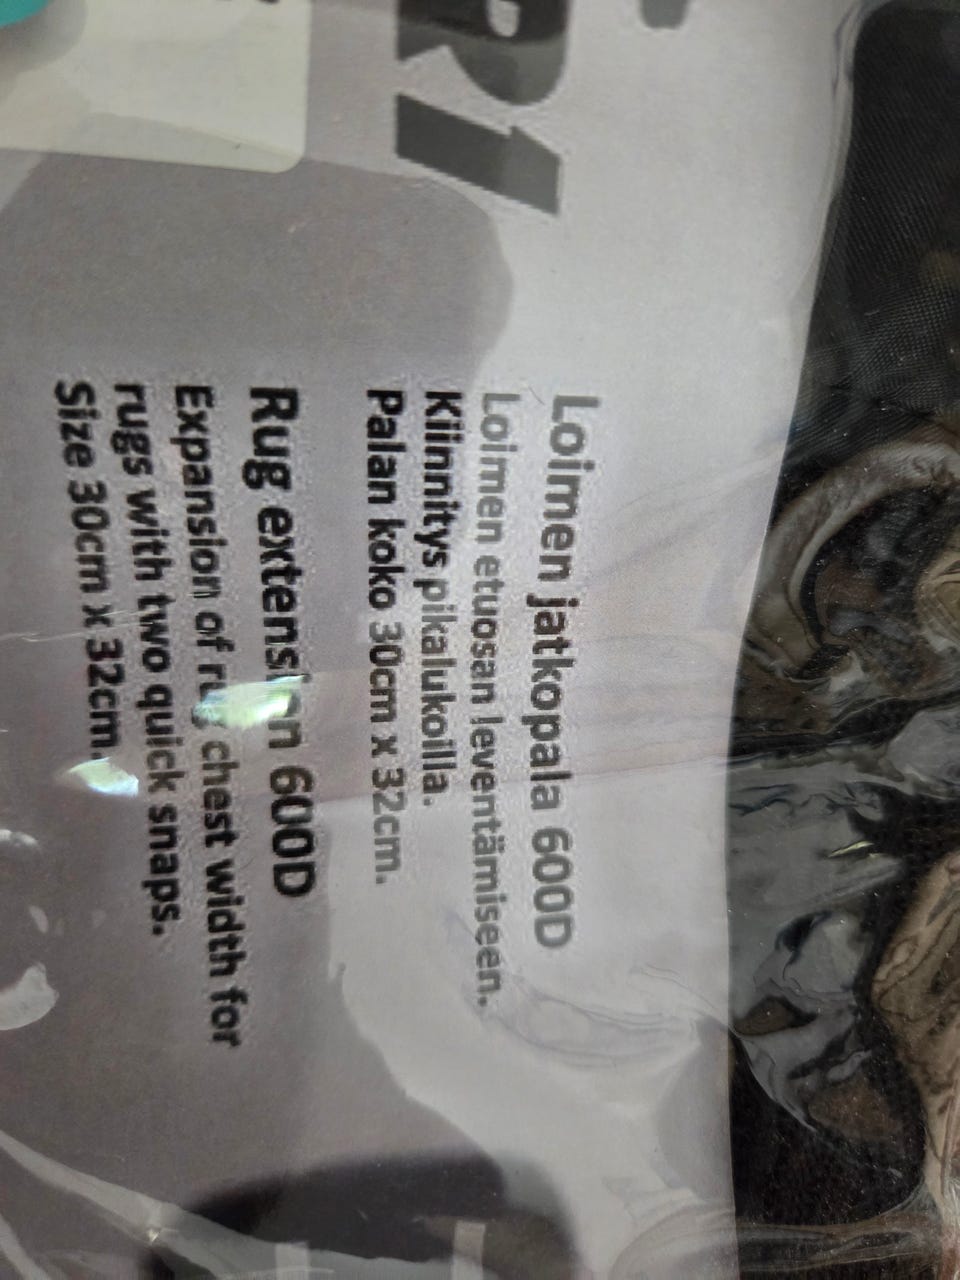 Loimen jatkopala 600D
Loimen etuosan leventämiseen.
Kiinnitys pikalukoilla.
Palan koko 30cm x 32cm.
Rug extension 600D
Expansion of rug chest width for
rugs with two quick snaps.
Size 30cm x 32cm.